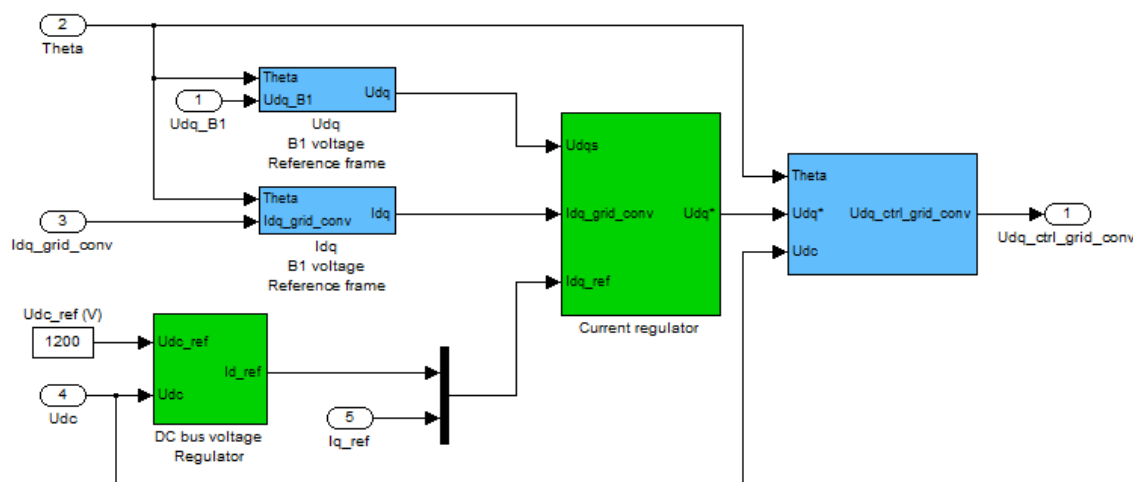 2
Theta
Theta
Udq_B1
Udq
1
Udq_B1
Udq
B1 voltage
Reference frame
Theta
Idq_grid_conv
Idq
3
Idq_grid_conv
Idq
B1 voltage
Reference frame
Udqs
Idq_grid_conv
Udq*
Idq_ref
Current regulator
Theta
Udq*
Udq_ctrl_grid_conv
Udc
1
Udq_ctrl_grid_conv
Udc_ref (V)
1200
Udc_ref
Id_ref
Udc
4
Udc
DC bus voltage
Regulator
5
Iq_ref